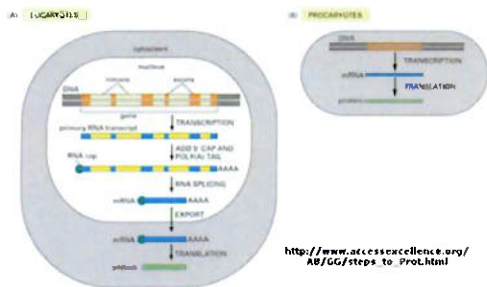 (A) EUCARYOTES
cytoplasm
nucleus
introns exons
DNA
gene
TRANSCRIPTION
primary RNA transcript
ADD 5' CAP AND
POLY(A) TAIL
RNA cap
AAAA
RNA SPLICING
mRNA AAAA
EXPORT
mRNA AAAA
TRANSLATION
protein
(B) PROCARYOTES
DNA
TRANSCRIPTION
mRNA
TRANSLATION
protein
http://www.accessexcellence.org/
AB/GG/steps_to_Prot.html